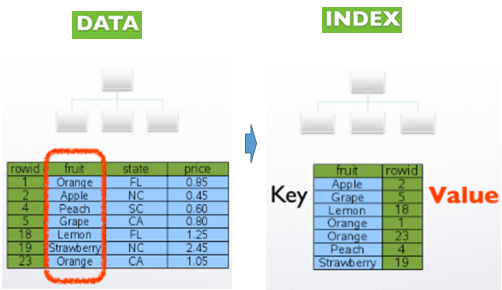 DATA
INDEX
rowid fruit state price
1 Orange FL 0.85
2 Apple NC 0.45
4 Peach SC 0.60
5 Grape CA 0.80
18 Lemon FL 1.25
19 Strawberry NC 2.45
23 Orange CA 1.05
fruit rowid
Apple 2
Grape 5
Lemon 18
Orange 1
Orange 23
Peach 4
Strawberry 19
Key
Value